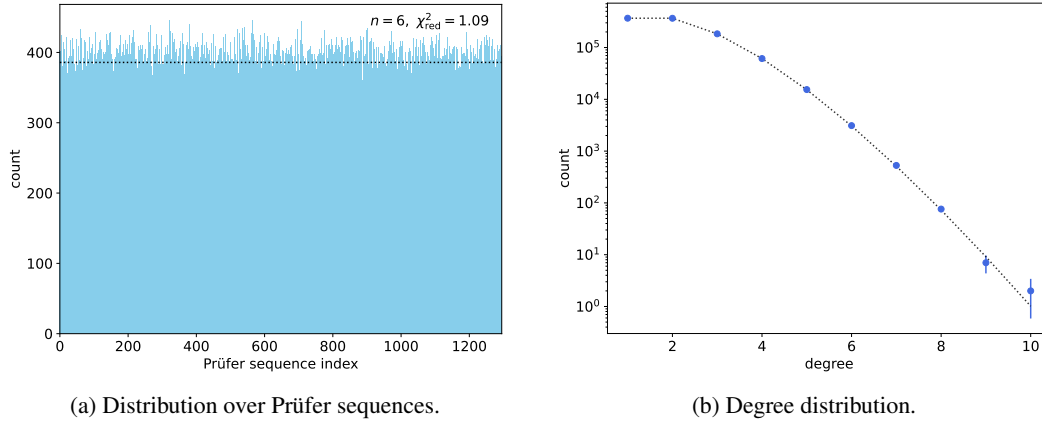 n = 6, χ²_red = 1.09
400
300
200
100
0
count
0 200 400 600 800 1000 1200
Prüfer sequence index
(a) Distribution over Prüfer sequences.
10⁵
10⁴
10³
10²
10¹
10⁰
count
2 4 6 8 10
degree
(b) Degree distribution.